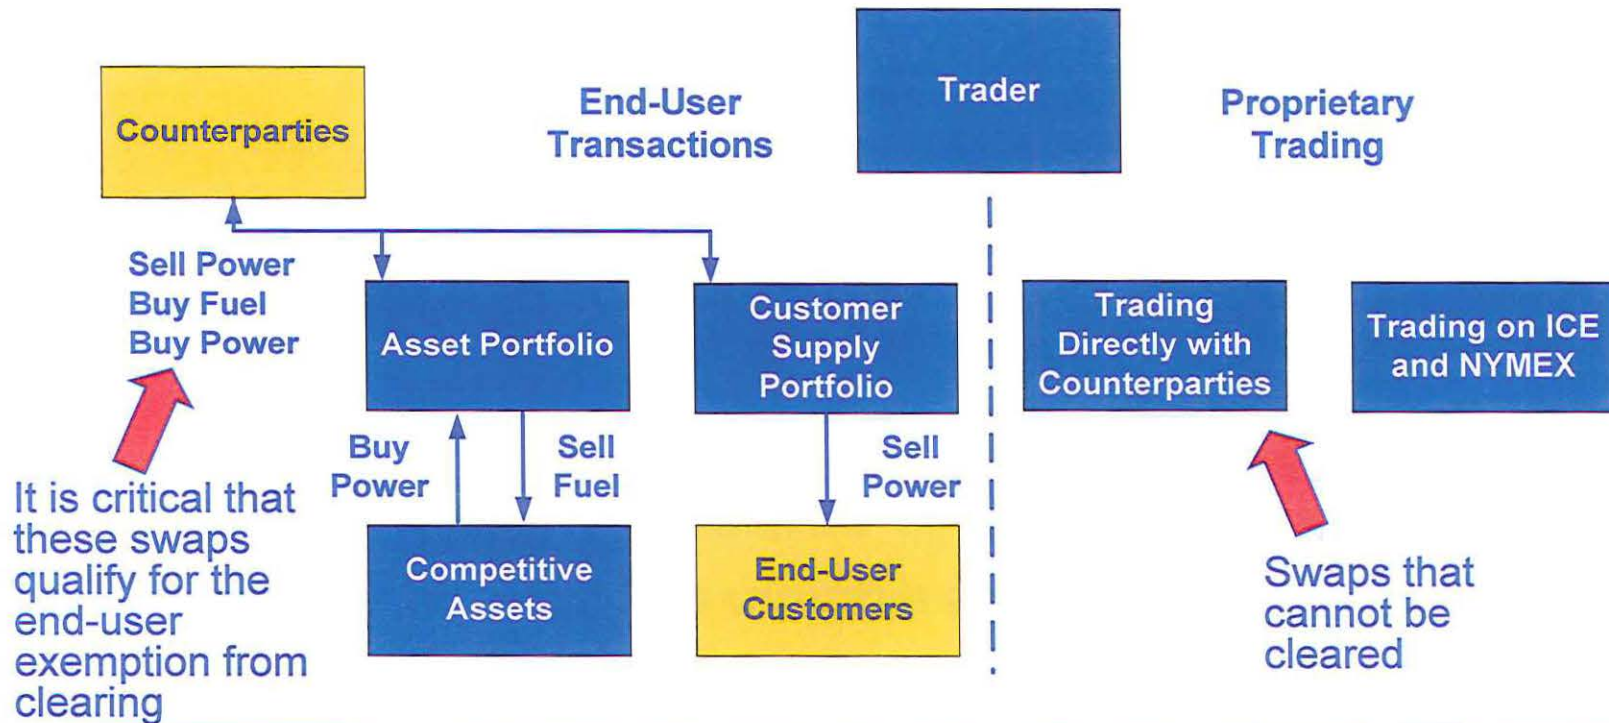 Counterparties
End-User
Transactions
Trader
Proprietary
Trading
Sell Power
Buy Fuel
Buy Power
Asset Portfolio
Customer
Supply
Portfolio
Trading
Directly with
Counterparties
Trading on ICE
and NYMEX
Buy
Power
Sell
Fuel
Sell
Power
It is critical that
these swaps
qualify for the
end-user
exemption from
clearing
Competitive
Assets
End-User
Customers
Swaps that
cannot be
cleared